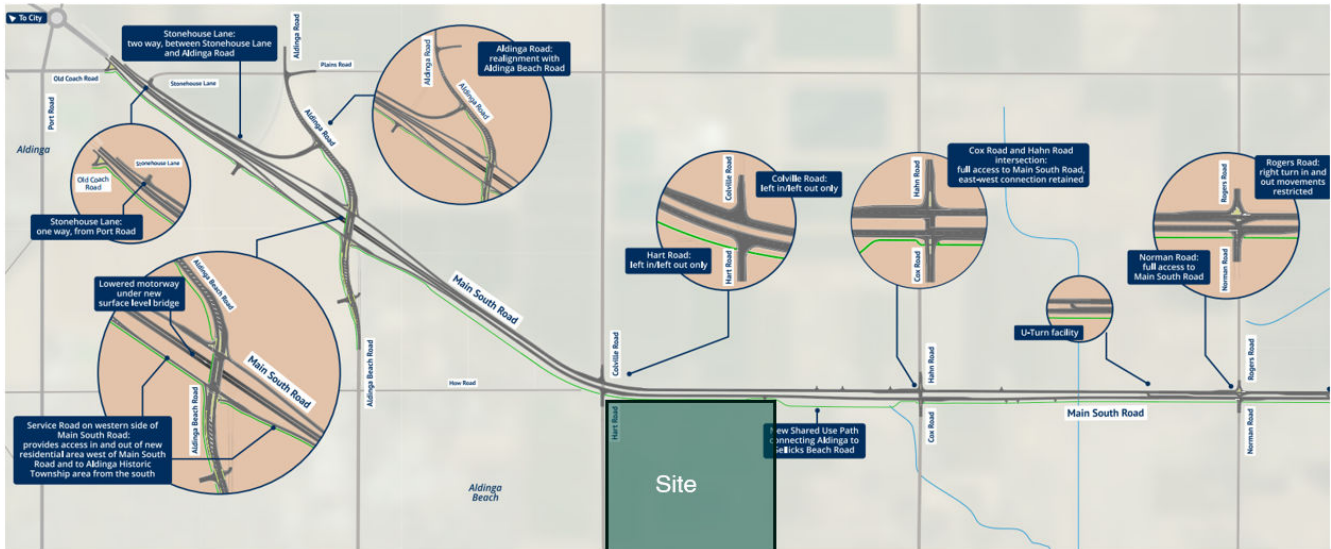 To City
Stonehouse Lane:
two way, between Stonehouse Lane
and Aldinga Road
Aldinga Road
Aldinga Road
Aldinga Road:
realignment with
Aldinga Beach Road
Old Coach Road
Stonehouse Lane
Plains Road
Aldinga Road
Aldinga Road
Port Road
Aldinga
Stonehouse Lane
Old Coach
Road
Stonehouse Lane:
one way, from Port Road
Colville Road
Colville Road:
left in/left out only
Hart Road:
left in/left out only
Hart Road
Cox Road and Hahn Road
intersection:
full access to Main South Road,
east-west connection retained
Hahn Road
Cox Road
Rogers Road:
right turn in and
out movements
restricted
Rogers Road
Norman Road
Norman Road:
full access to
Main South Road
Aldinga Beach Road
Lowered motorway
under new
surface level bridge
Main South Road
Aldinga Beach Road
Main South Road
U-Turn facility
Colville Road
Hahn Road
Rogers Road
Aldinga Beach Road
How Road
Hart Road
Service Road on western side of
Main South Road:
provides access in and out of new
residential area west of Main South
Road and to Aldinga Historic
Township area from the south
New Shared Use Path
connecting Aldinga to
Sellicks Beach Road
Cox Road
Main South Road
Norman Road
Aldinga
Beach
Site